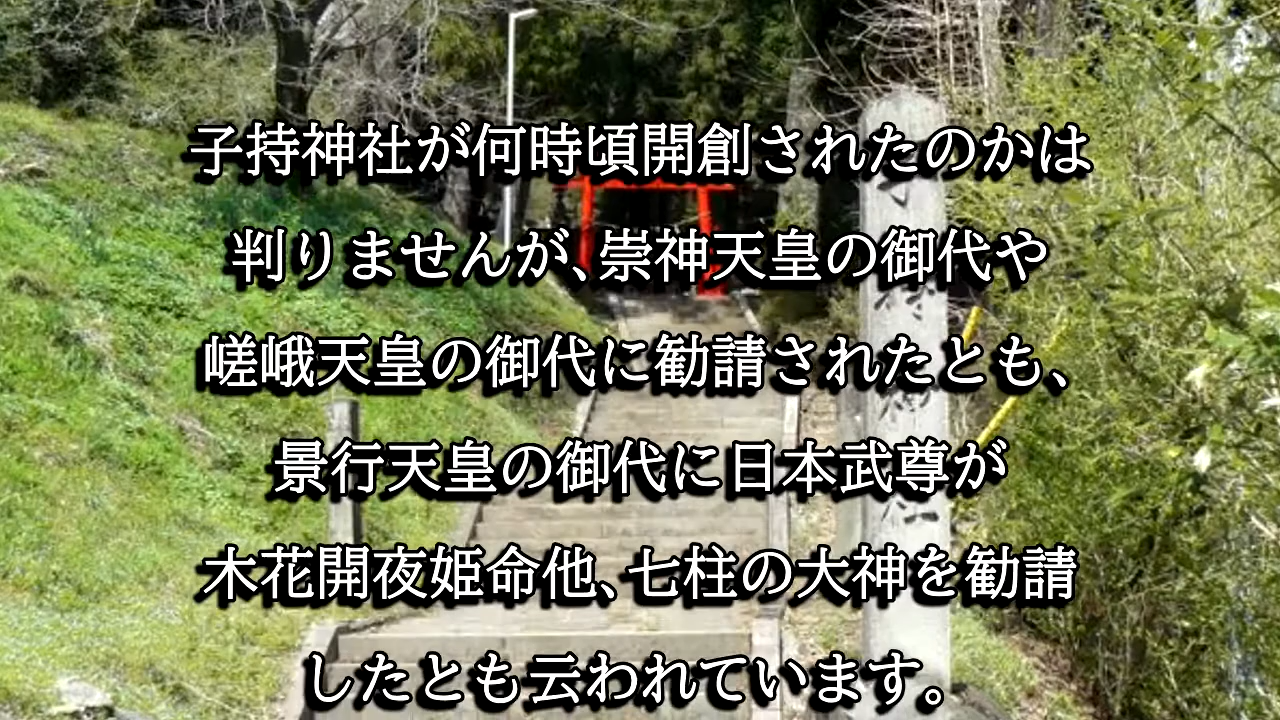 子持神社が何時頃開創されたのかは
判りませんが、崇神天皇の御代や
嵯峨天皇の御代に勧請されたとも、
景行天皇の御代に日本武尊が
木花開夜姫命他、七柱の大神を勧請
したとも云われています。